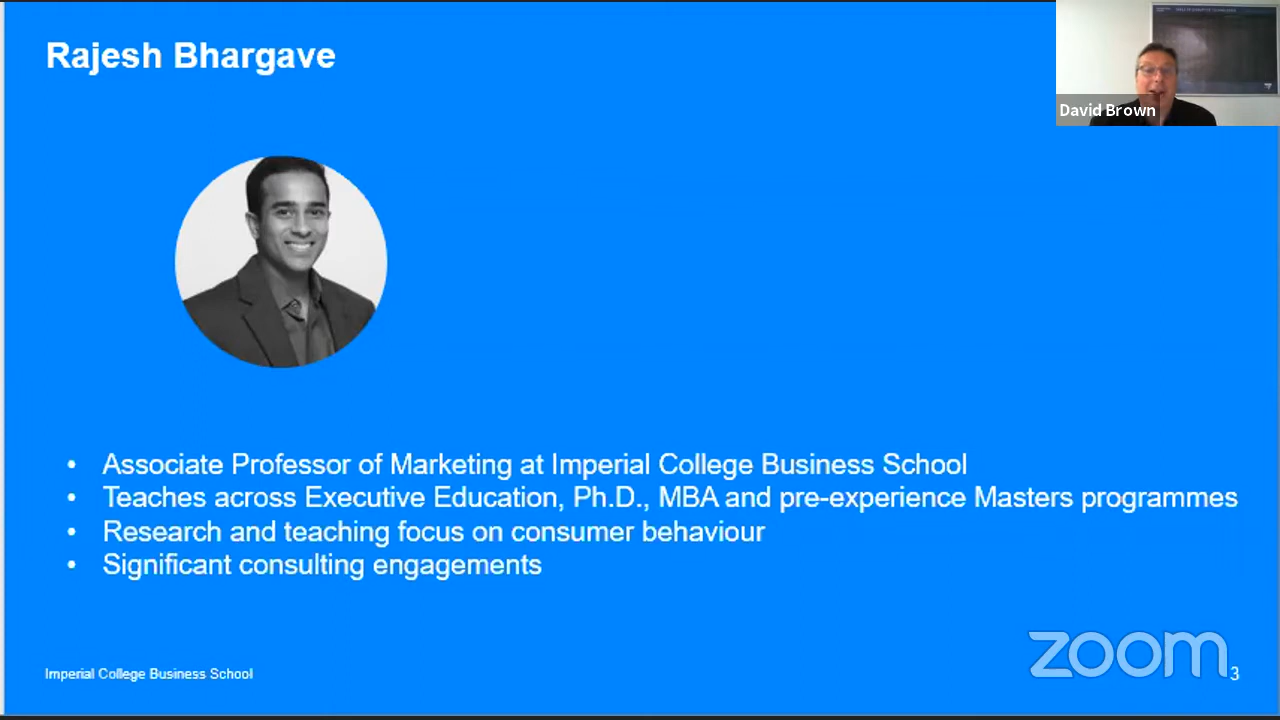 Rajesh Bhargave
David Brown
• Associate Professor of Marketing at Imperial College Business School
• Teaches across Executive Education, Ph.D., MBA and pre-experience Masters programmes
• Research and teaching focus on consumer behaviour
• Significant consulting engagements
Imperial College Business School
zoom
3